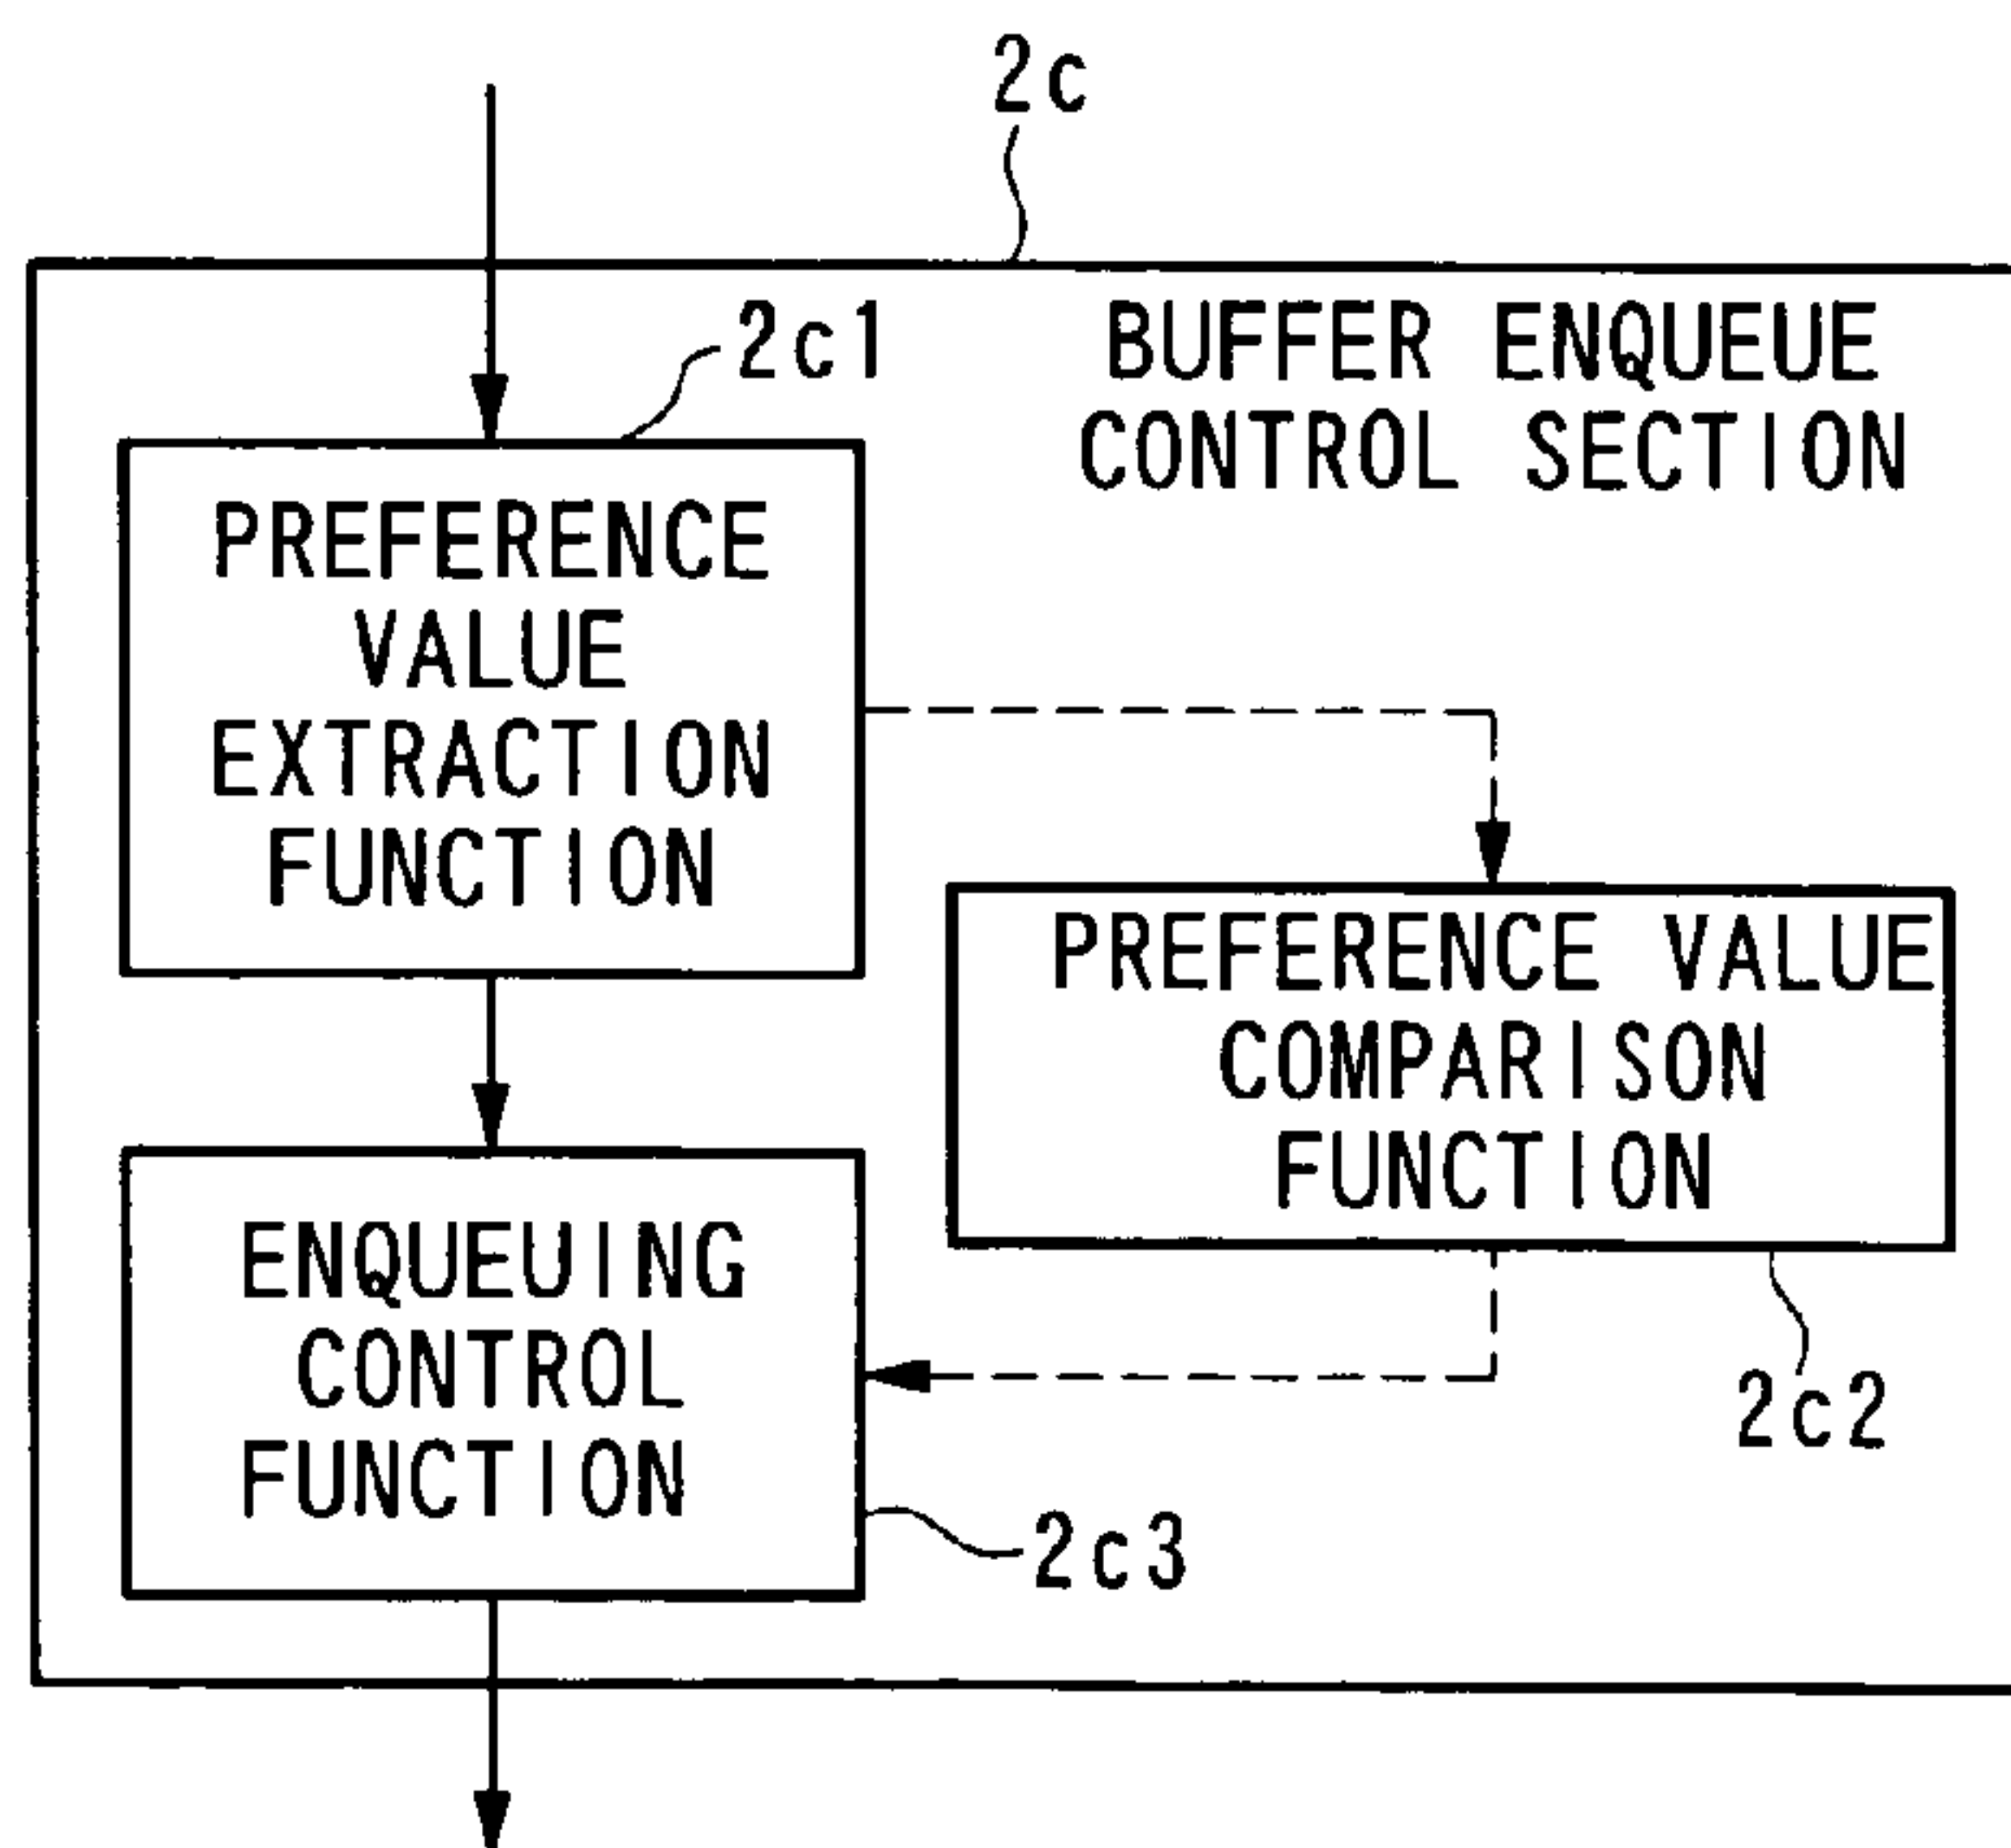 2c
2c1
BUFFER ENQUEUE
CONTROL SECTION
PREFERENCE
VALUE
EXTRACTION
FUNCTION
PREFERENCE VALUE
COMPARISON
FUNCTION
2c2
ENQUEUING
CONTROL
FUNCTION
2c3